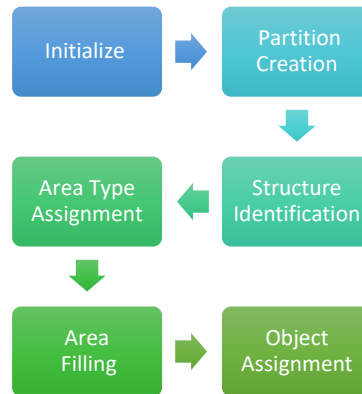 Initialize
Partition
Creation
Structure
Identification
Area Type
Assignment
Area
Filling
Object
Assignment